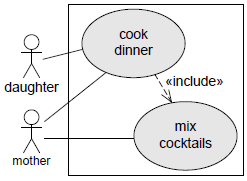 cook
dinner
daughter
«include»
mix
cocktails
mother